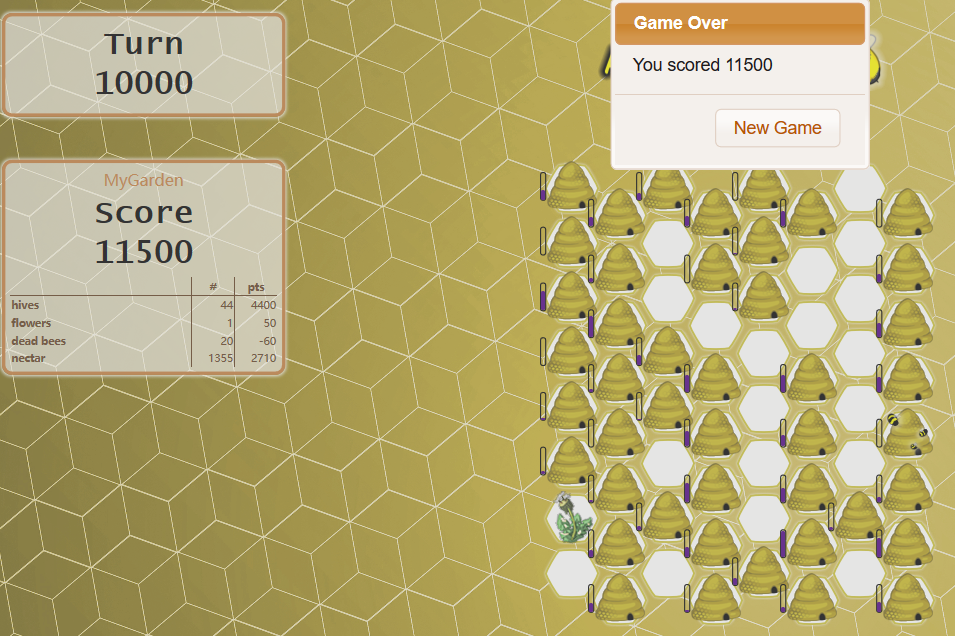 Turn
10000
Game Over
You scored 11500
New Game
MyGarden
Score
11500
# pts
hives 44 4400
flowers 1 50
dead bees 20 -60
nectar 1355 2710